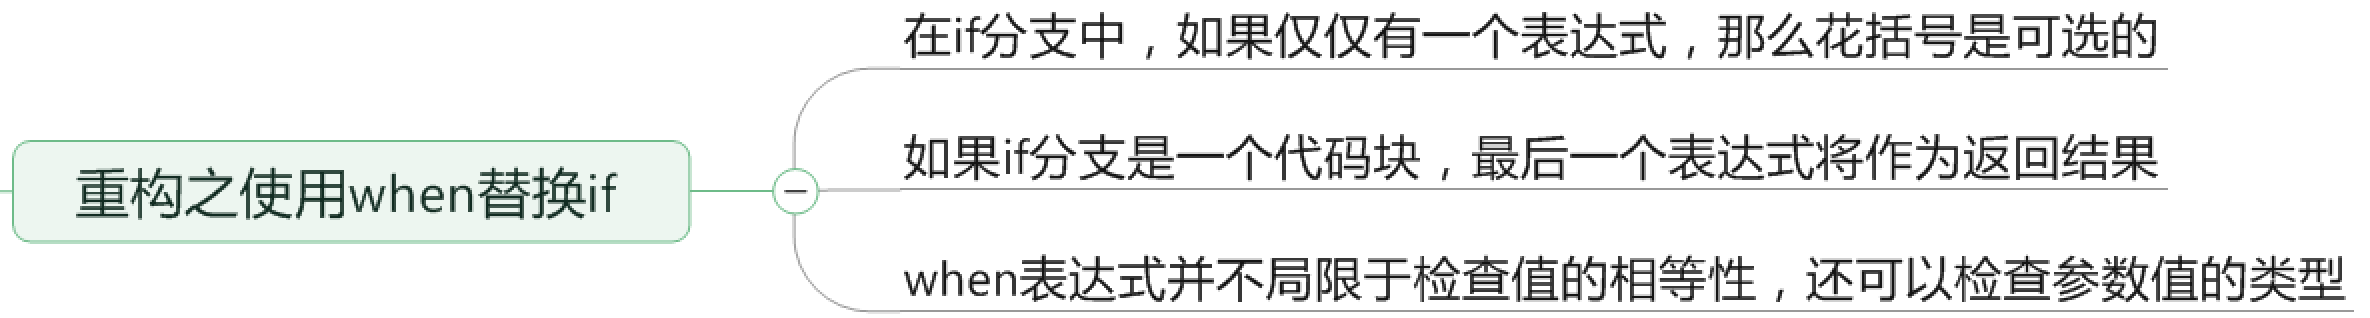 在if分支中，如果仅仅有一个表达式，那么花括号是可选的
重构之使用when替换if
如果if分支是一个代码块，最后一个表达式将作为返回结果
when表达式并不局限于检查值的相等性，还可以检查参数值的类型